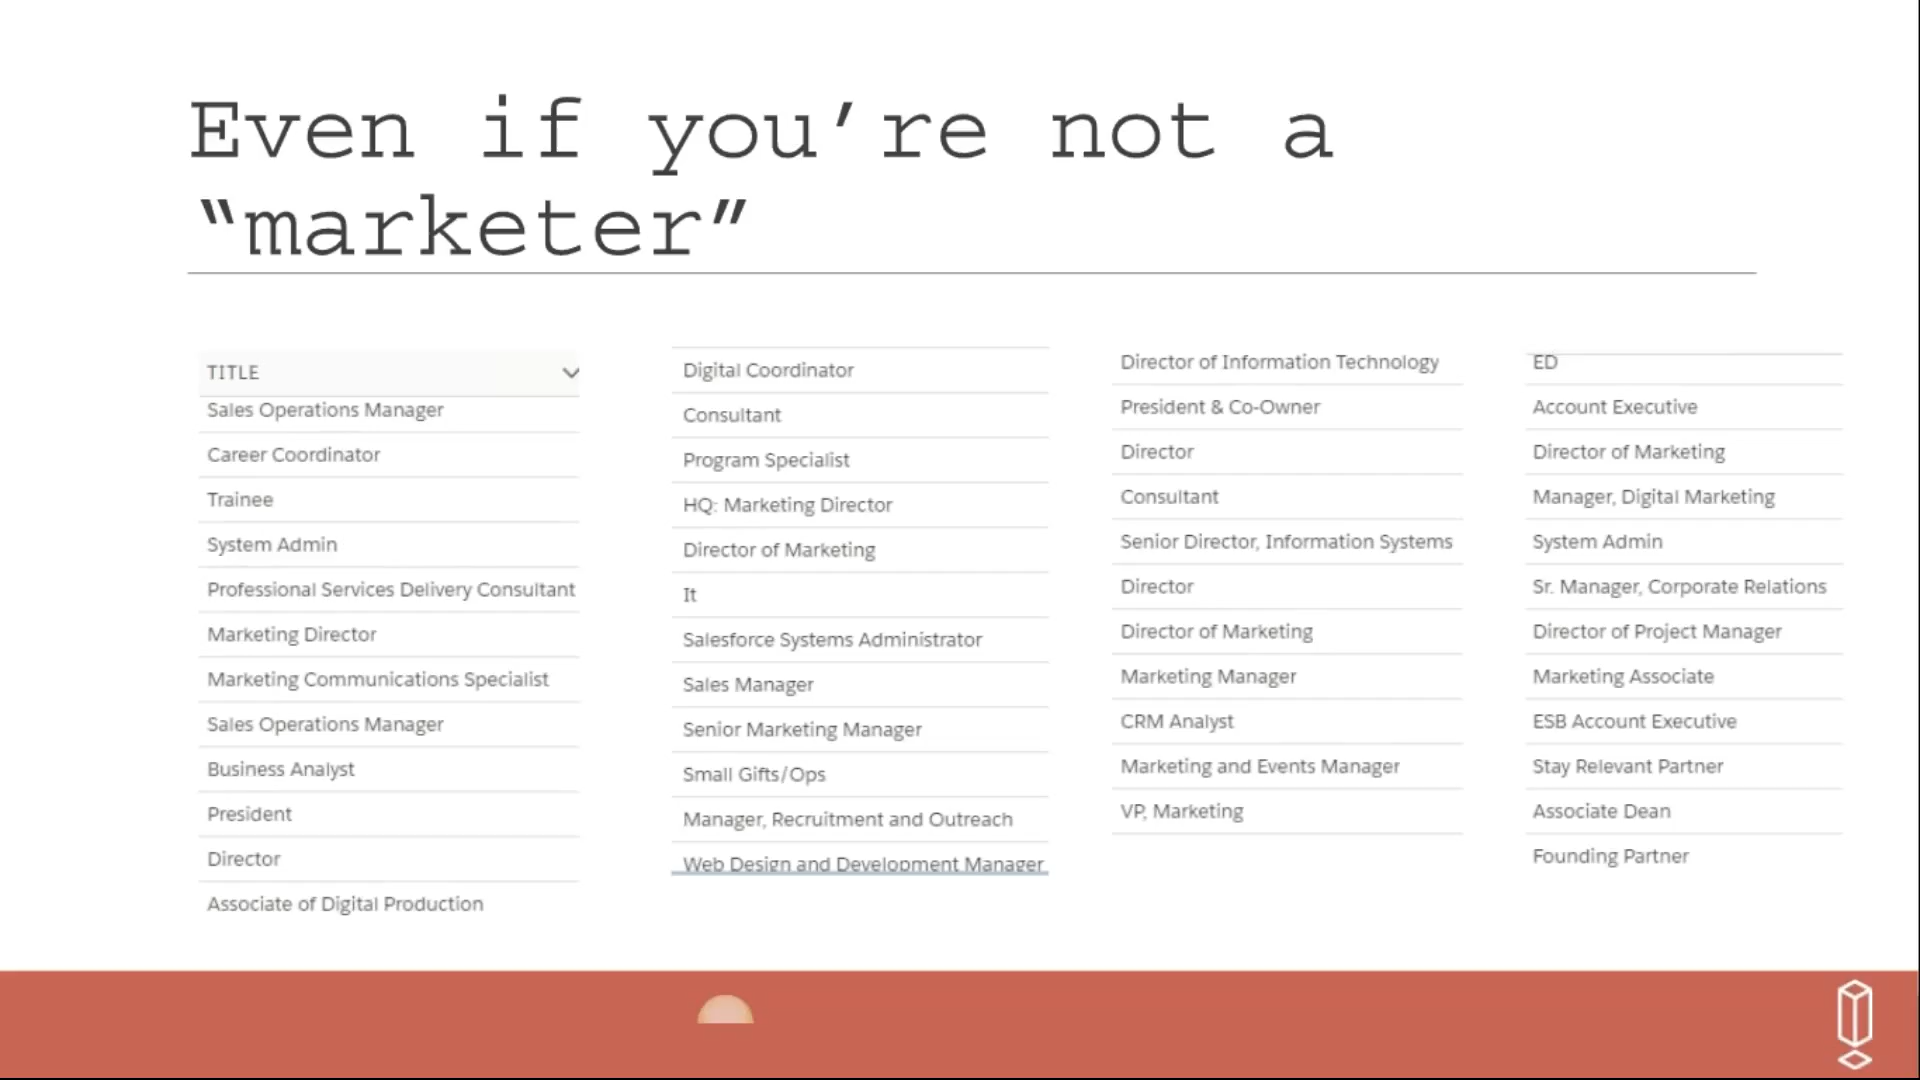 Even if you’re not a
“marketer”
TITLE
Sales Operations Manager
Career Coordinator
Trainee
System Admin
Professional Services Delivery Consultant
Marketing Director
Marketing Communications Specialist
Sales Operations Manager
Business Analyst
President
Director
Associate of Digital Production
Digital Coordinator
Consultant
Program Specialist
HQ: Marketing Director
Director of Marketing
It
Salesforce Systems Administrator
Sales Manager
Senior Marketing Manager
Small Gifts/Ops
Manager, Recruitment and Outreach
Web Design and Development Manager
Director of Information Technology
President & Co-Owner
Director
Consultant
Senior Director, Information Systems
Director
Director of Marketing
Marketing Manager
CRM Analyst
Marketing and Events Manager
VP, Marketing
ED
Account Executive
Director of Marketing
Manager, Digital Marketing
System Admin
Sr. Manager, Corporate Relations
Director of Project Manager
Marketing Associate
ESB Account Executive
Stay Relevant Partner
Associate Dean
Founding Partner